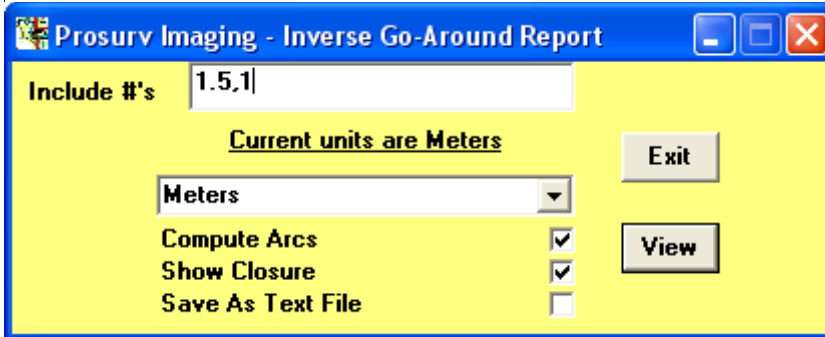 Prosurv Imaging - Inverse Go-Around Report
Include #'s
1.5,1
Current units are Meters
Exit
Meters
Compute Arcs
View
Show Closure
Save As Text File